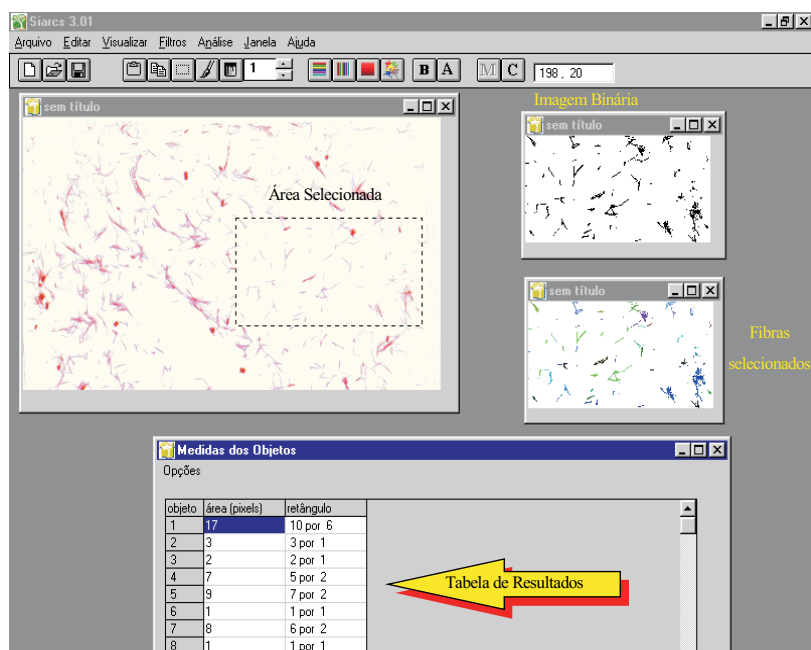 Siarcs 3.01
Arquivo Editar Visualizar Filtros Análise Janela Ajuda
1 B A M C 198 , 20
sem título
Área Selecionada
Imagem Binária
sem título
sem título
Fibras
selecionados
Medidas dos Objetos
Opções
objeto área (pixels) retângulo
1 17 10 por 6
2 3 3 por 1
3 2 2 por 1
4 7 5 por 2
5 9 7 por 2
6 1 1 por 1
7 8 6 por 2
8 1 1 por 1
Tabela de Resultados